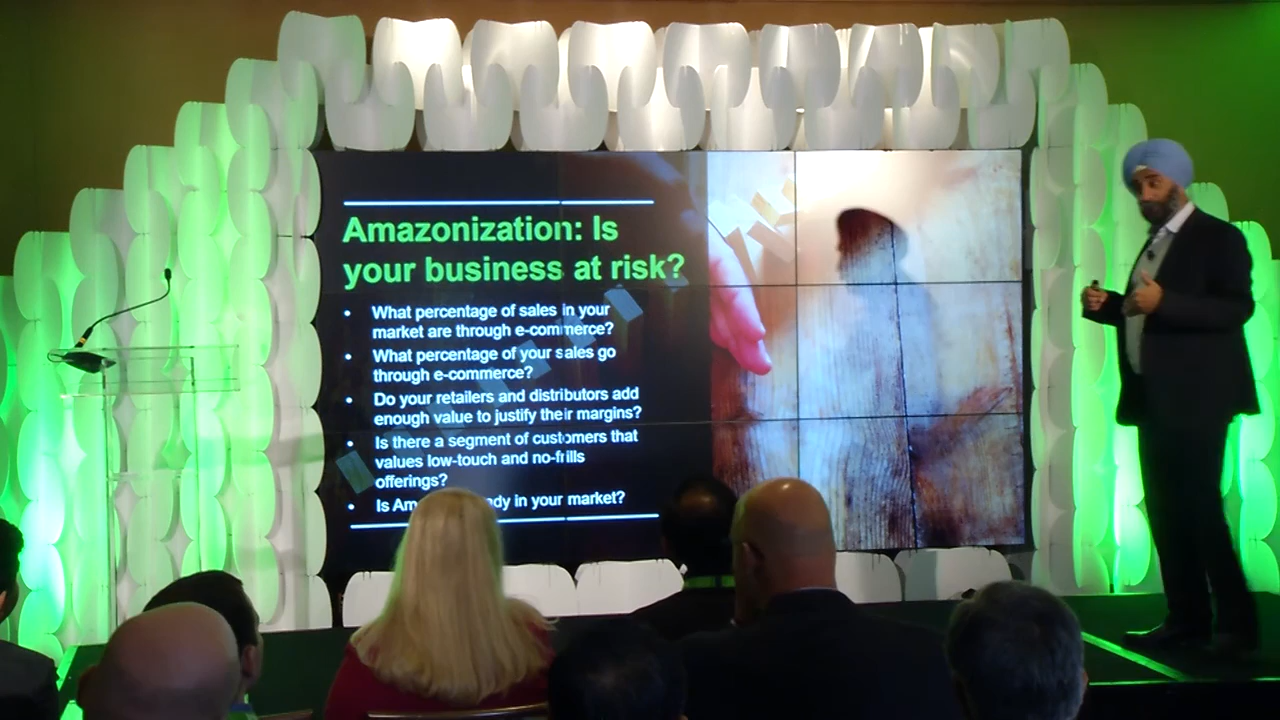 Amazonization: Is
your business at risk?
• What percentage of sales in your
market are through e-commerce?
• What percentage of your sales go
through e-commerce?
• Do your retailers and distributors add
enough value to justify their margins?
• Is there a segment of customers that
values low-touch and no-frills
offerings?
• Is in your market?